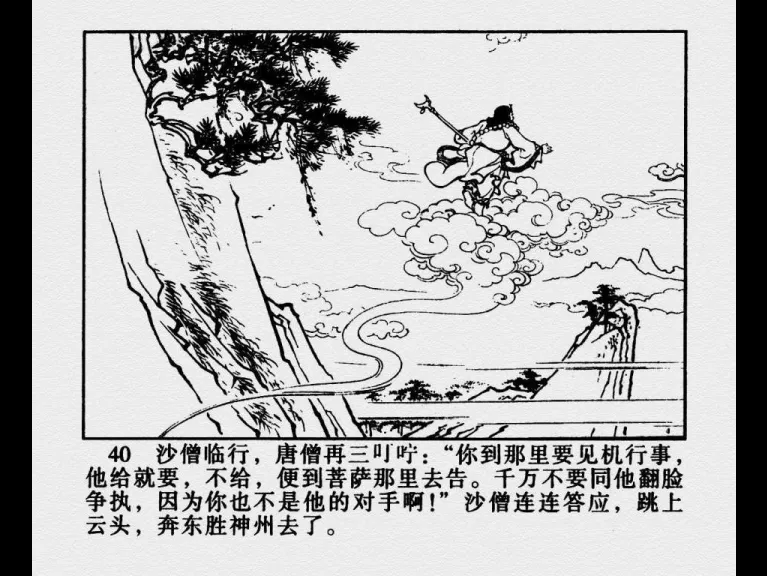 40 沙僧临行，唐僧再三叮咛：“你到那里要见机行事，
他给就要，不给，便到菩萨那里去告。千万不要同他翻脸
争执，因为你也不是他的对手啊！”沙僧连连答应，跳上
云头，奔东胜神州去了。